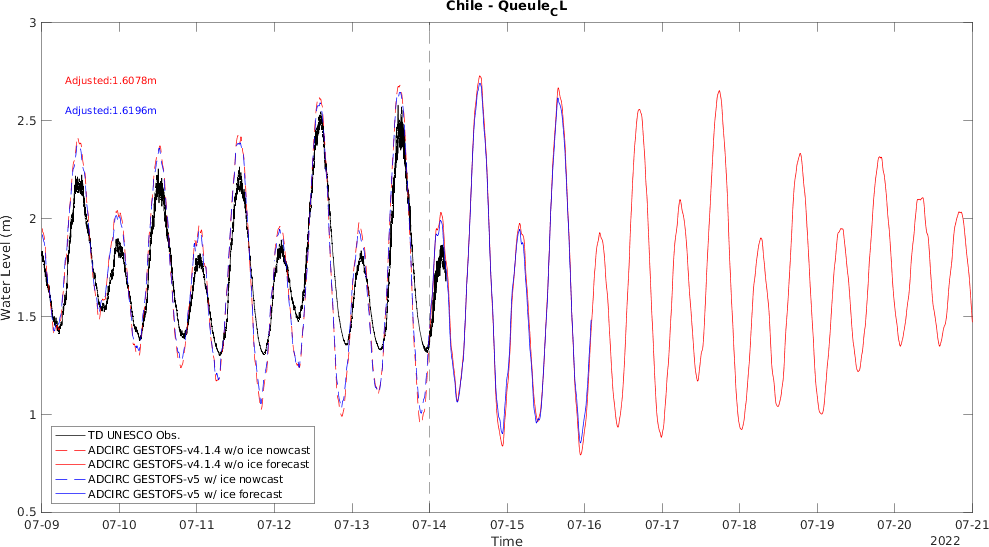 Chile - Queule_CL
Water Level (m)
3
2.5
2
1.5
1
0.5
Adjusted:1.6078m
Adjusted:1.6196m
TD UNESCO Obs.
ADCIRC GESTOFS-v4.1.4 w/o ice nowcast
ADCIRC GESTOFS-v4.1.4 w/o ice forecast
ADCIRC GESTOFS-v5 w/ ice nowcast
ADCIRC GESTOFS-v5 w/ ice forecast
07-09 07-10 07-11 07-12 07-13 07-14 07-15 07-16 07-17 07-18 07-19 07-20 07-21
Time
2022